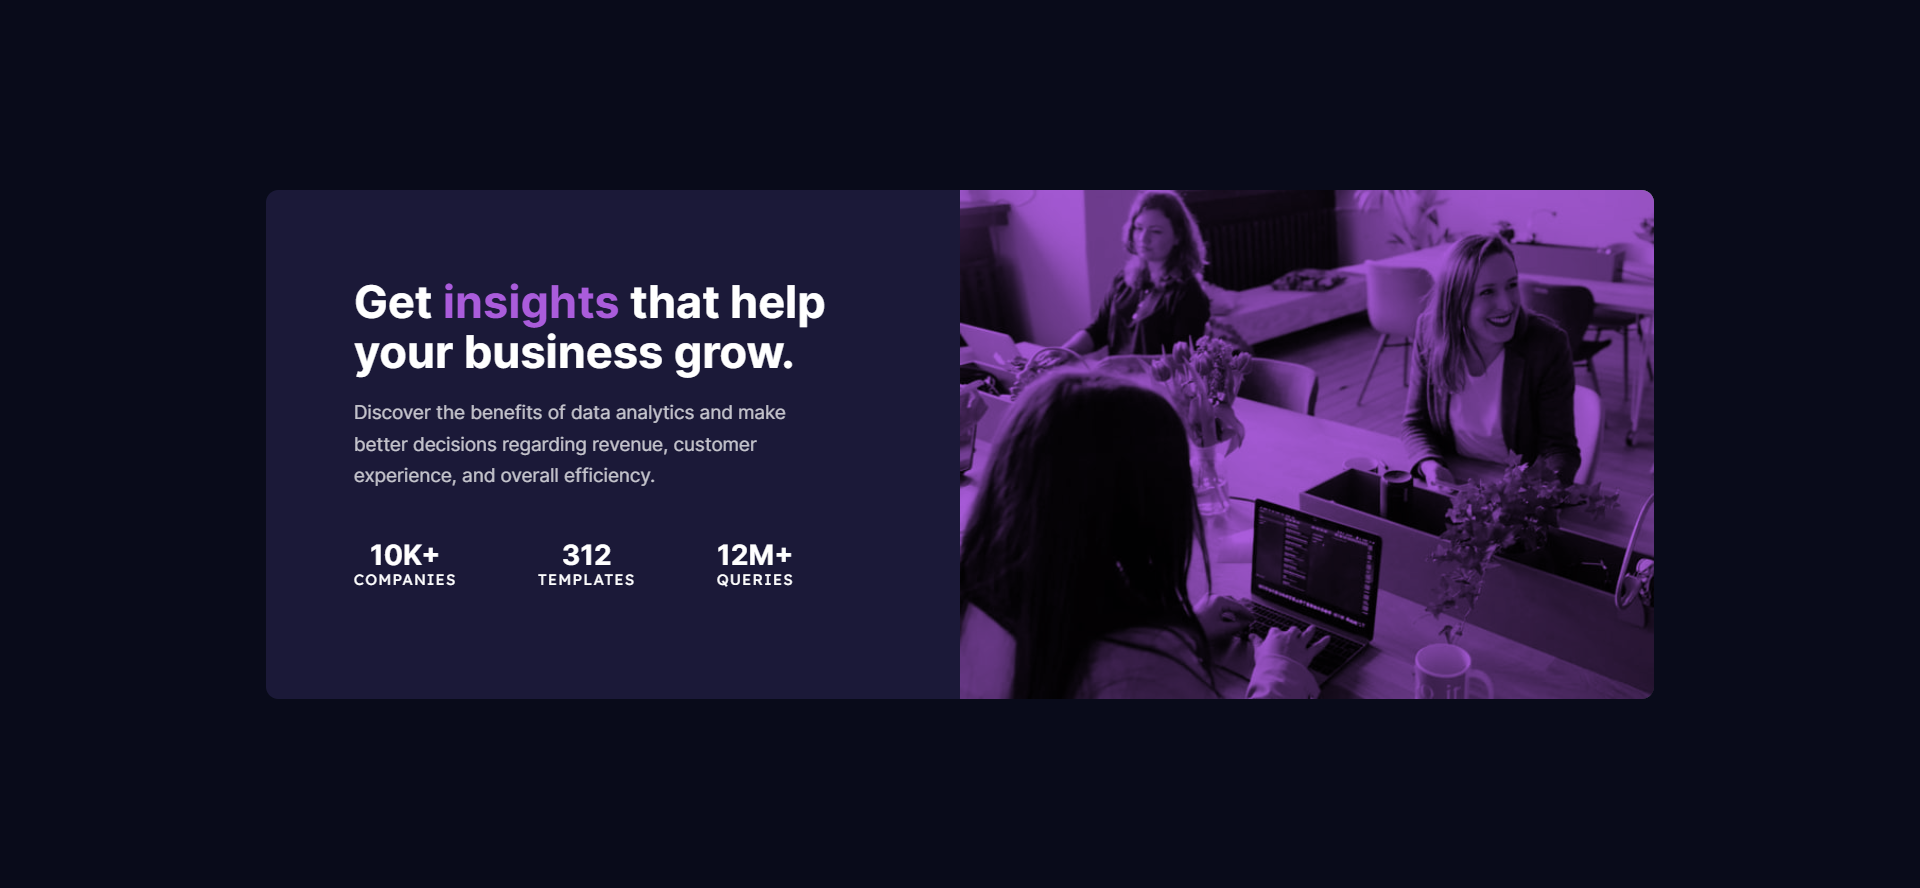 Get insights that help
your business grow.
Discover the benefits of data analytics and make
better decisions regarding revenue, customer
experience, and overall efficiency.
10K+ 312 12M+
COMPANIES TEMPLATES QUERIES